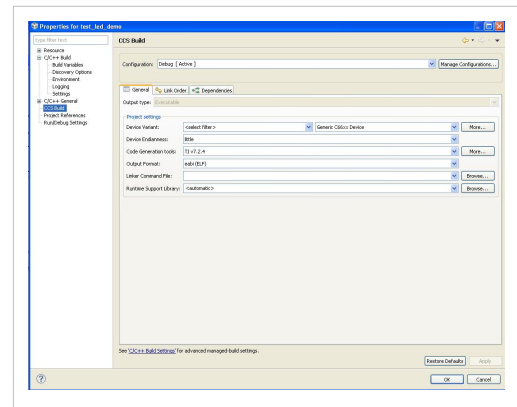 Properties for test_led_demo
type filter text
CCS Build
Resource
C/C++ Build
Build Variables
Discovery Options
Environment
Logging
Settings
C/C++ General
CCS Build
Project References
Run/Debug Settings
Configuration: Debug [ Active ]
Manage Configurations...
General
Link Order
Dependencies
Output type: Executable
Project settings
Device Variant: <select filter> Generic C66xx Device More...
Device Endianness: little
Code Generation tools: TI v7.2.4 More...
Output Format: eabi (ELF)
Linker Command File: Browse...
Runtime Support Library: <automatic> Browse...
See 'C/C++ Build Settings' for advanced managed-build settings.
Restore Defaults Apply
OK Cancel